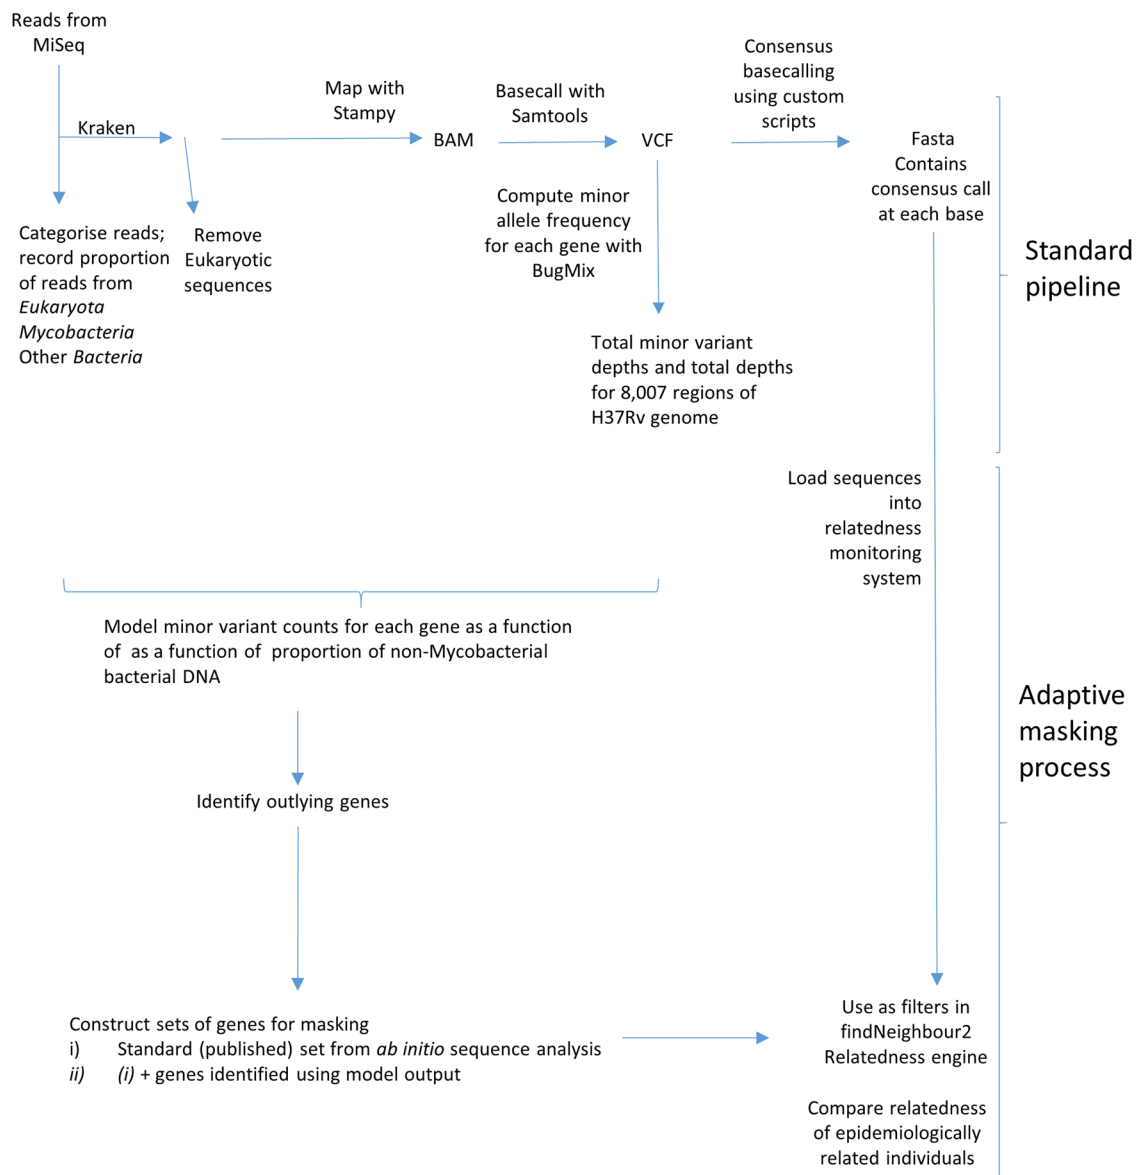 Reads from
MiSeq
Kraken
Categorise reads;
record proportion
of reads from
Eukaryota
Mycobacteria
Other Bacteria
Remove
Eukaryotic
sequences
Map with
Stampy
BAM
Basecall with
Samtools
VCF
Compute minor
allele frequency
for each gene with
BugMix
Total minor variant
depths and total depths
for 8,007 regions of
H37Rv genome
Consensus
basecalling
using custom
scripts
Fasta
Contains
consensus call
at each base
Standard
pipeline
Load sequences
into
relatedness
monitoring
system
Model minor variant counts for each gene as a function
of as a function of proportion of non-Mycobacterial
bacterial DNA
Identify outlying genes
Adaptive
masking
process
Construct sets of genes for masking
i) Standard (published) set from ab initio sequence analysis
ii) (i) + genes identified using model output
Use as filters in
findNeighbour2
Relatedness engine
Compare relatedness
of epidemiologically
related individuals